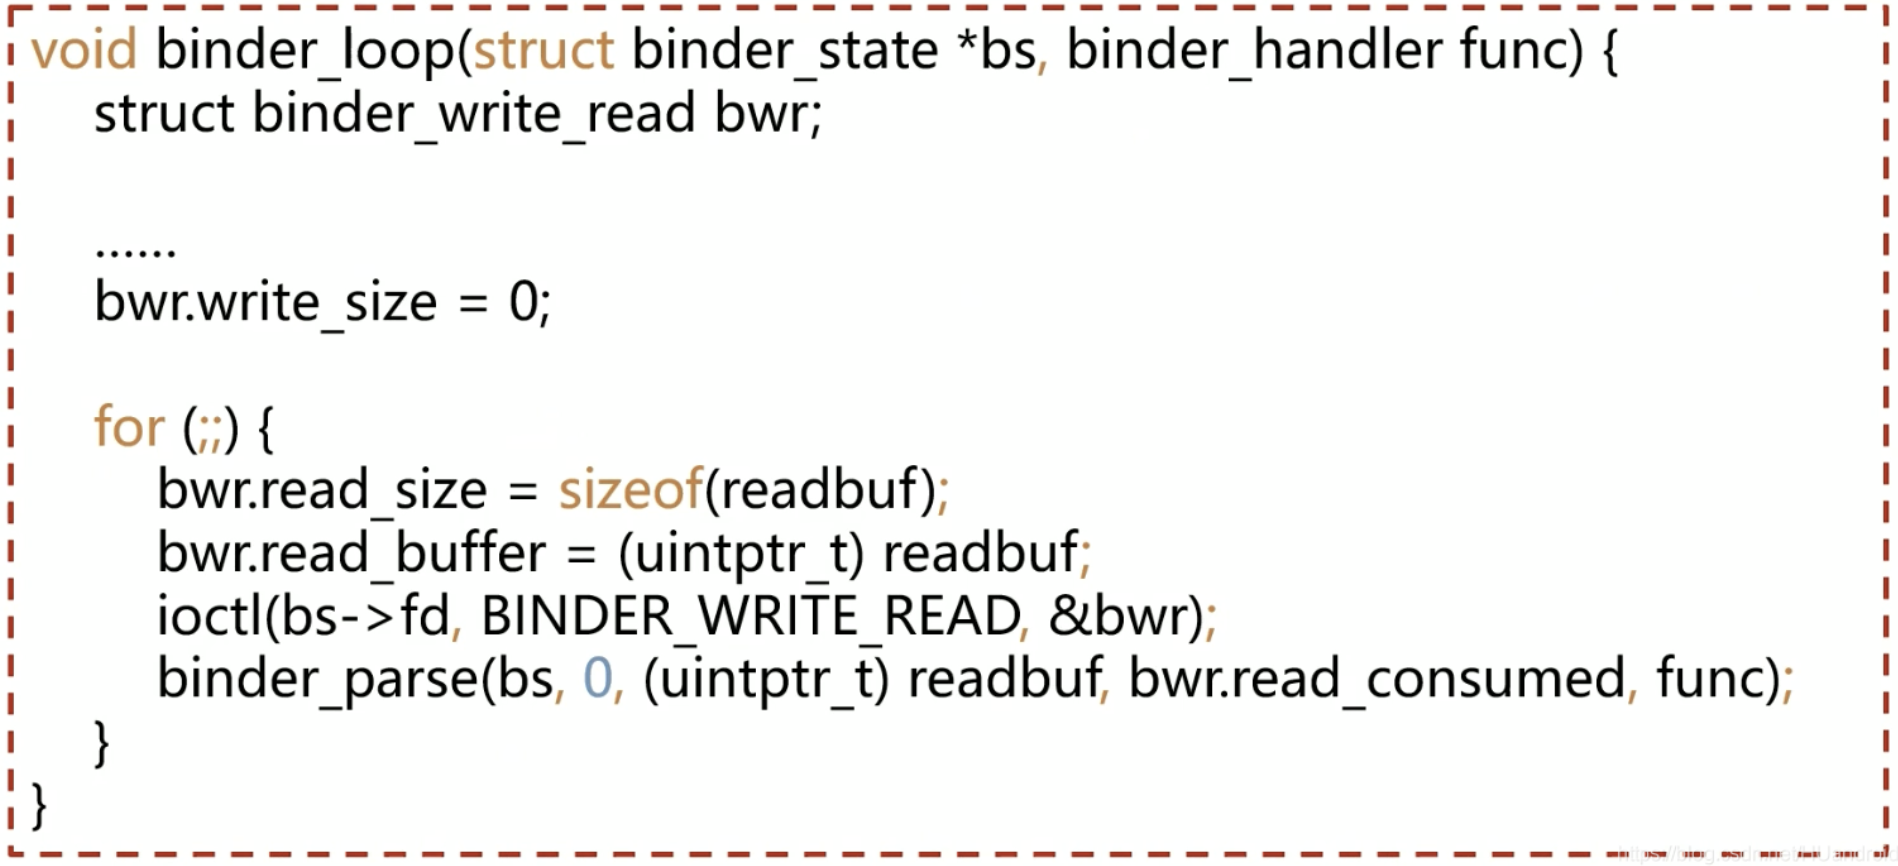 void binder_loop(struct binder_state *bs, binder_handler func) {
struct binder_write_read bwr;
......
bwr.write_size = 0;
for (;;) {
bwr.read_size = sizeof(readbuf);
bwr.read_buffer = (uintptr_t) readbuf;
ioctl(bs->fd, BINDER_WRITE_READ, &bwr);
binder_parse(bs, 0, (uintptr_t) readbuf, bwr.read_consumed, func);
}
}